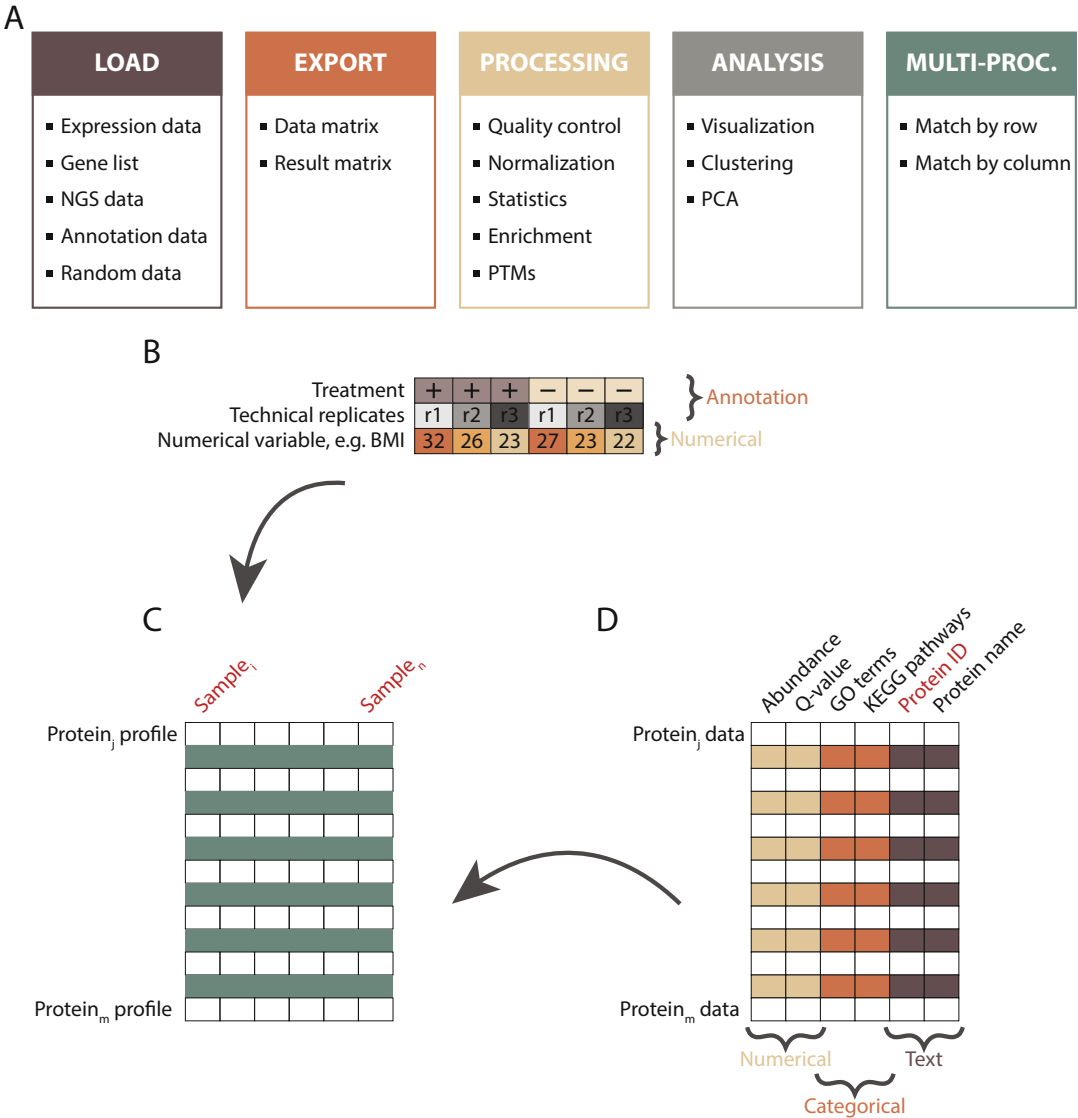 A
LOAD
▪ Expression data
▪ Gene list
▪ NGS data
▪ Annotation data
▪ Random data
EXPORT
▪ Data matrix
▪ Result matrix
PROCESSING
▪ Quality control
▪ Normalization
▪ Statistics
▪ Enrichment
▪ PTMs
ANALYSIS
▪ Visualization
▪ Clustering
▪ PCA
MULTI-PROC.
▪ Match by row
▪ Match by column
B
Treatment + + + − − −
Technical replicates r1 r2 r3 r1 r2 r3
Numerical variable, e.g. BMI 32 26 23 27 23 22
Annotation
Numerical
C
Sampleᵢ
Sampleₙ
Proteinⱼ profile
Proteinₘ profile
D
Abundance
Q-value
GO terms
KEGG pathways
Protein ID
Protein name
Proteinⱼ data
Proteinₘ data
Numerical
Text
Categorical